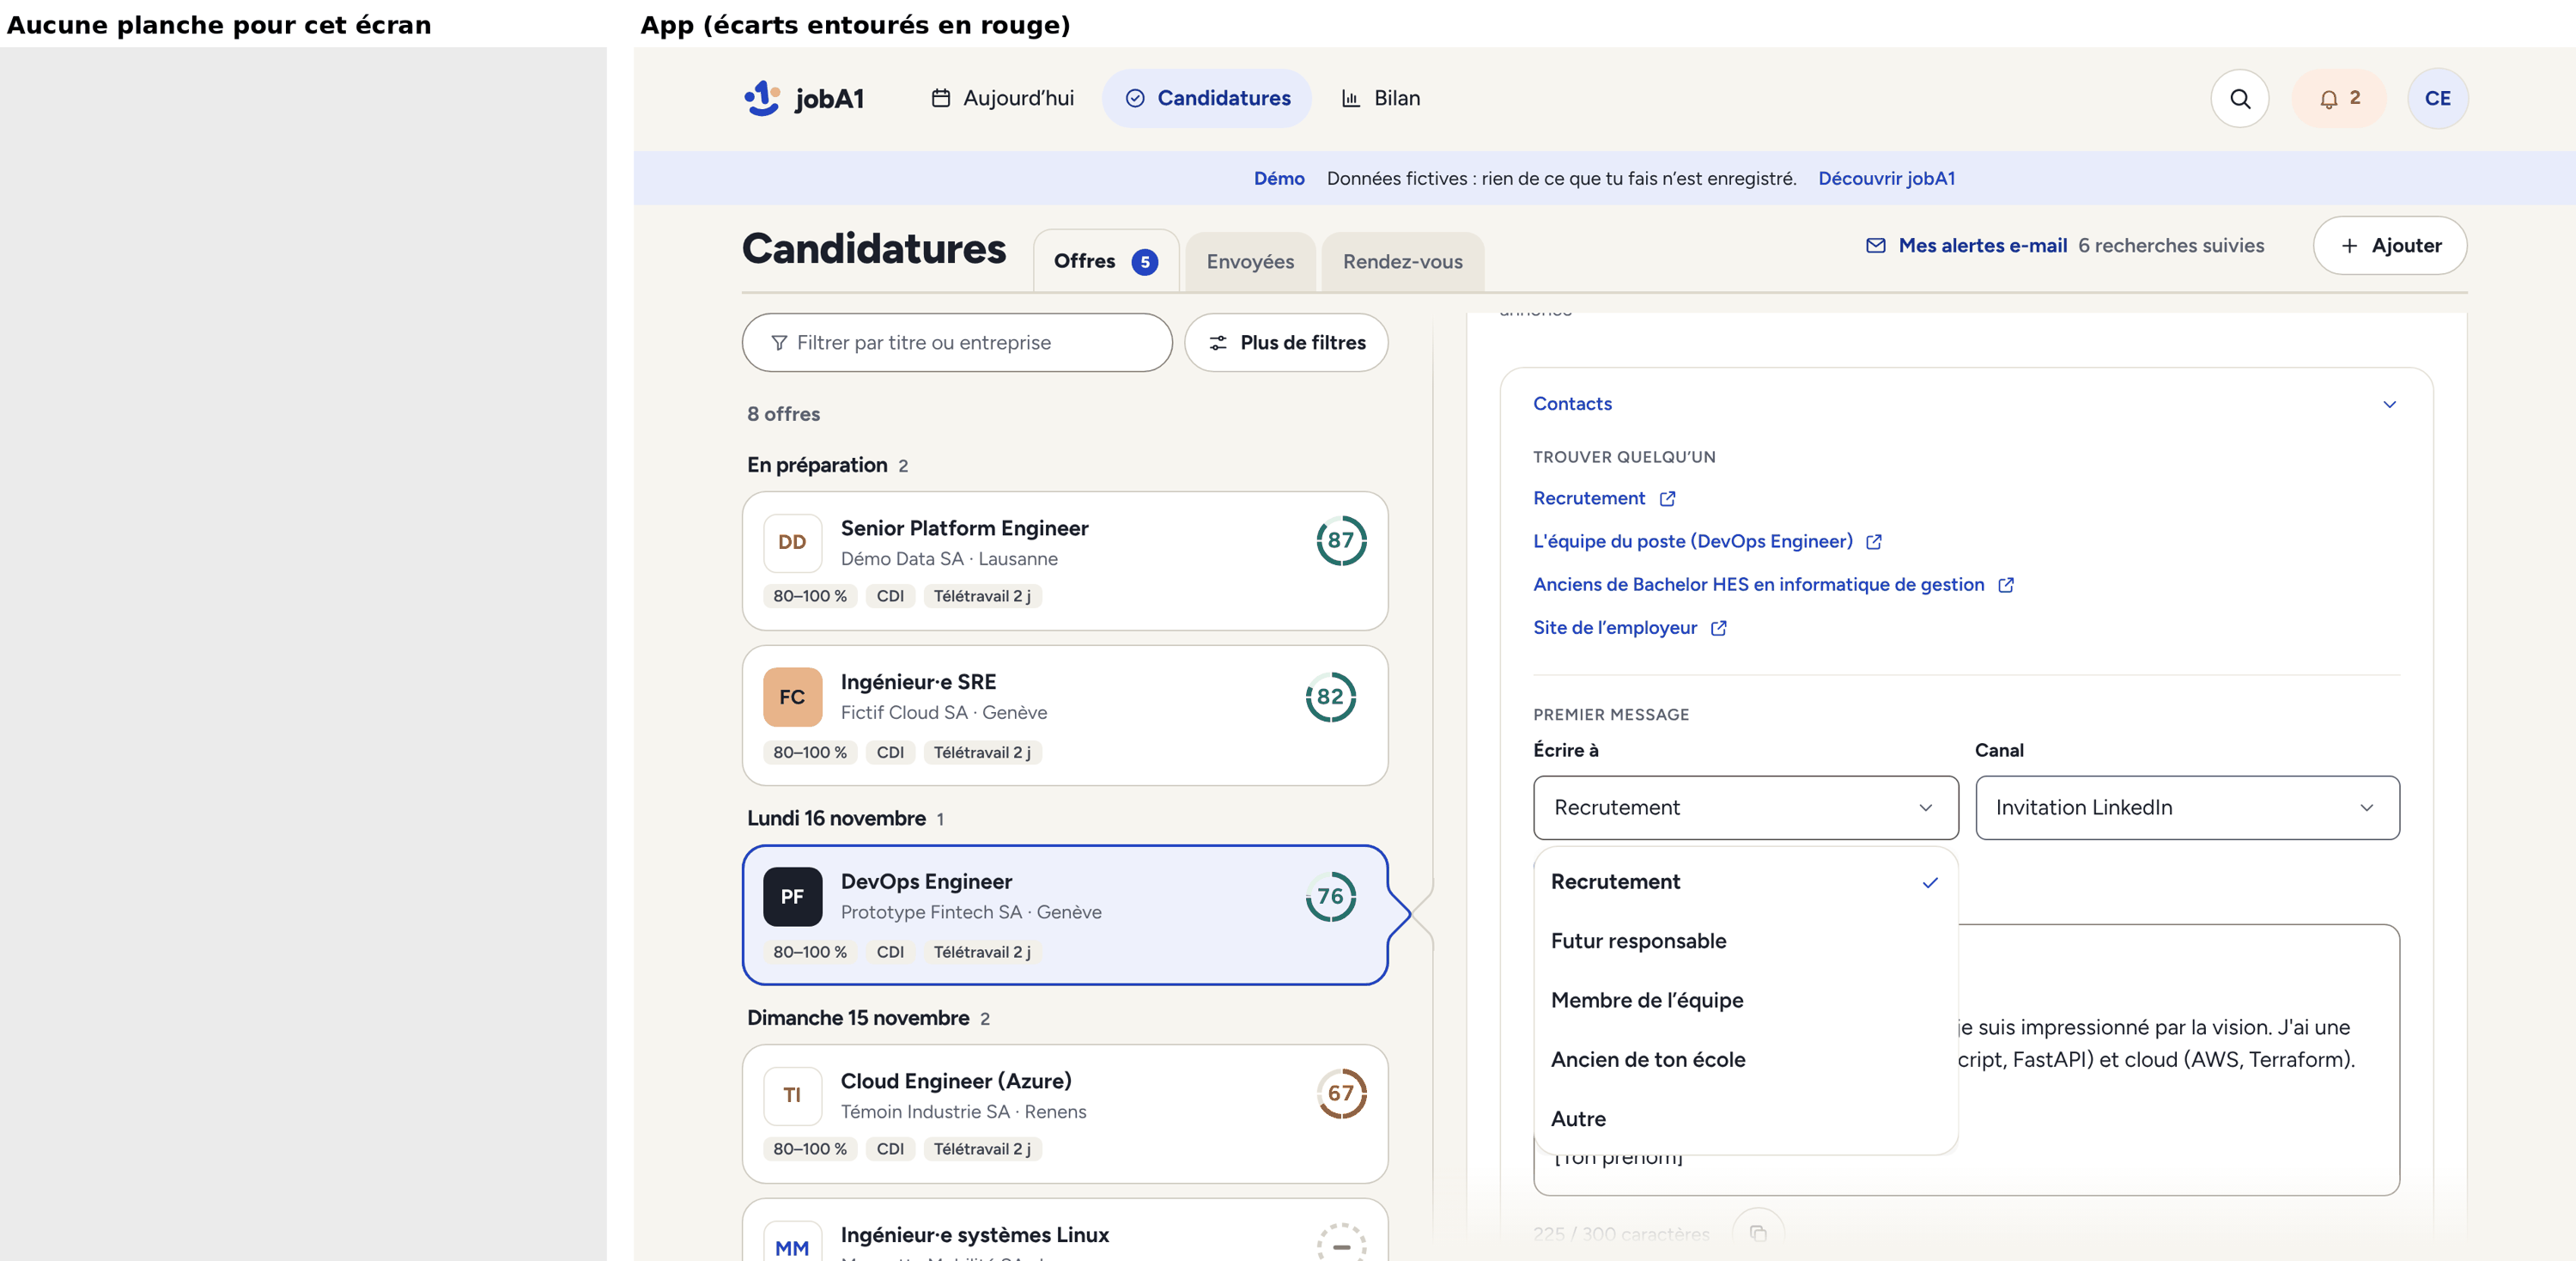 Aucune planche pour cet écran
App (écarts entourés en rouge)
jobA1
Aujourd’hui
Candidatures
Bilan
2
CE
Démo Données fictives : rien de ce que tu fais n’est enregistré. Découvrir jobA1
Candidatures
Offres 5
Envoyées
Rendez-vous
Mes alertes e-mail 6 recherches suivies
Ajouter
Filtrer par titre ou entreprise
Plus de filtres
8 offres
En préparation 2
DD
Senior Platform Engineer
Démo Data SA · Lausanne
87
80–100 % CDI Télétravail 2 j
FC
Ingénieur·e SRE
Fictif Cloud SA · Genève
82
80–100 % CDI Télétravail 2 j
Lundi 16 novembre 1
PF
DevOps Engineer
Prototype Fintech SA · Genève
76
80–100 % CDI Télétravail 2 j
Dimanche 15 novembre 2
TI
Cloud Engineer (Azure)
Témoin Industrie SA · Renens
67
80–100 % CDI Télétravail 2 j
MM
Ingénieur·e systèmes Linux
Contacts
TROUVER QUELQU’UN
Recrutement
L'équipe du poste (DevOps Engineer)
Anciens de Bachelor HES en informatique de gestion
Site de l’employeur
PREMIER MESSAGE
Écrire à
Canal
Recrutement
Invitation LinkedIn
Recrutement
Futur responsable
Membre de l’équipe
Ancien de ton école
Autre
je suis impressionné par la vision. J'ai une
cript, FastAPI) et cloud (AWS, Terraform).
[Ton prénom]
225 / 300 caractères